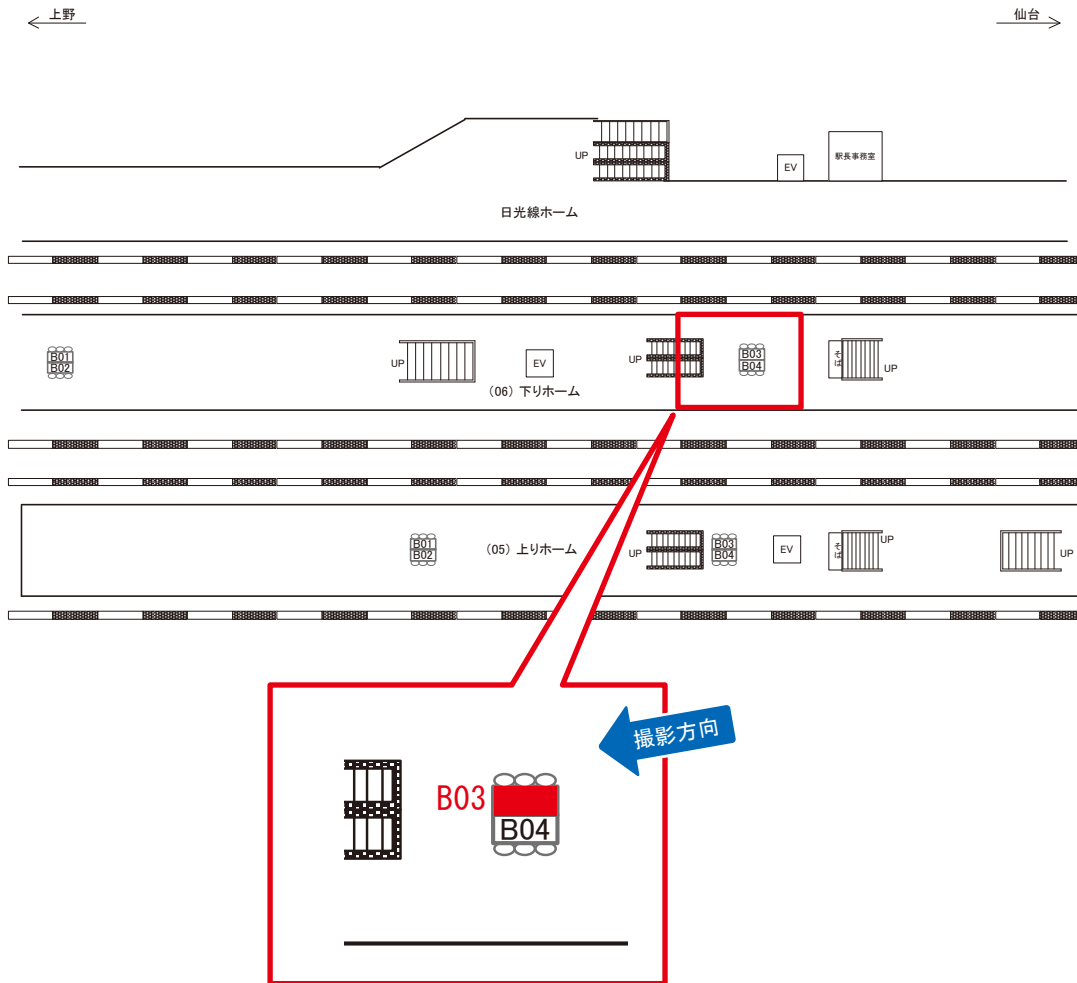 上野
仙台
UP
EV
駅長事務室
日光線ホーム
B01
B02
UP
EV
(06) 下りホーム
UP
B03
B04
そば
UP
B01
B02
(05) 上りホーム
UP
B03
B04
EV
そば
UP
UP
撮影方向
B03
B04